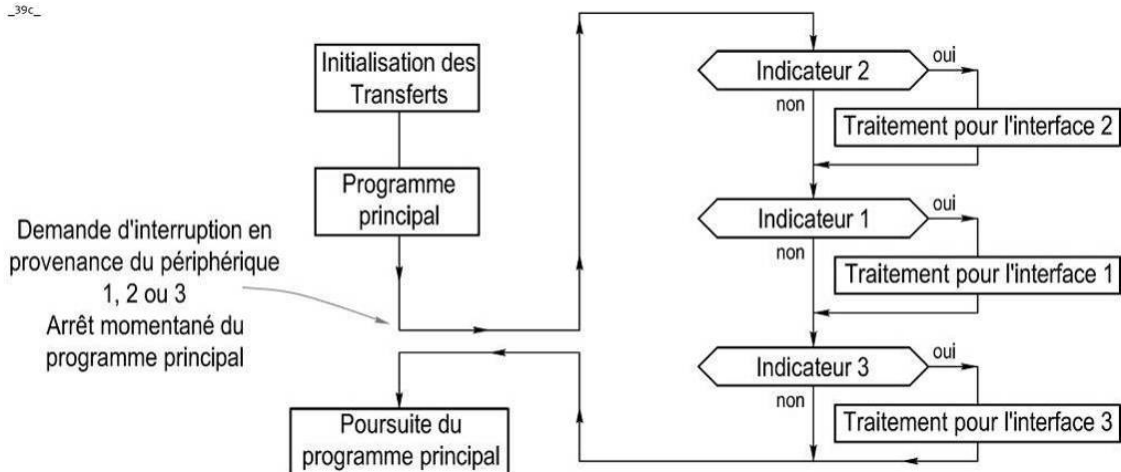 _39c_
Initialisation des
Transferts
Programme
principal
Demande d'interruption en
provenance du périphérique
1, 2 ou 3
Arrêt momentané du
programme principal
Poursuite du
programme principal
Indicateur 2
oui
non
Traitement pour l'interface 2
Indicateur 1
oui
non
Traitement pour l'interface 1
Indicateur 3
oui
non
Traitement pour l'interface 3